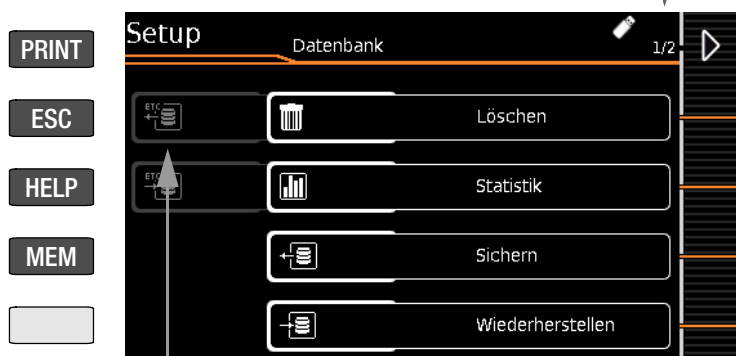 Setup
Datenbank
1/2
PRINT
ESC
ETC
Löschen
HELP
ETC
Statistik
MEM
Sichern
Wiederherstellen